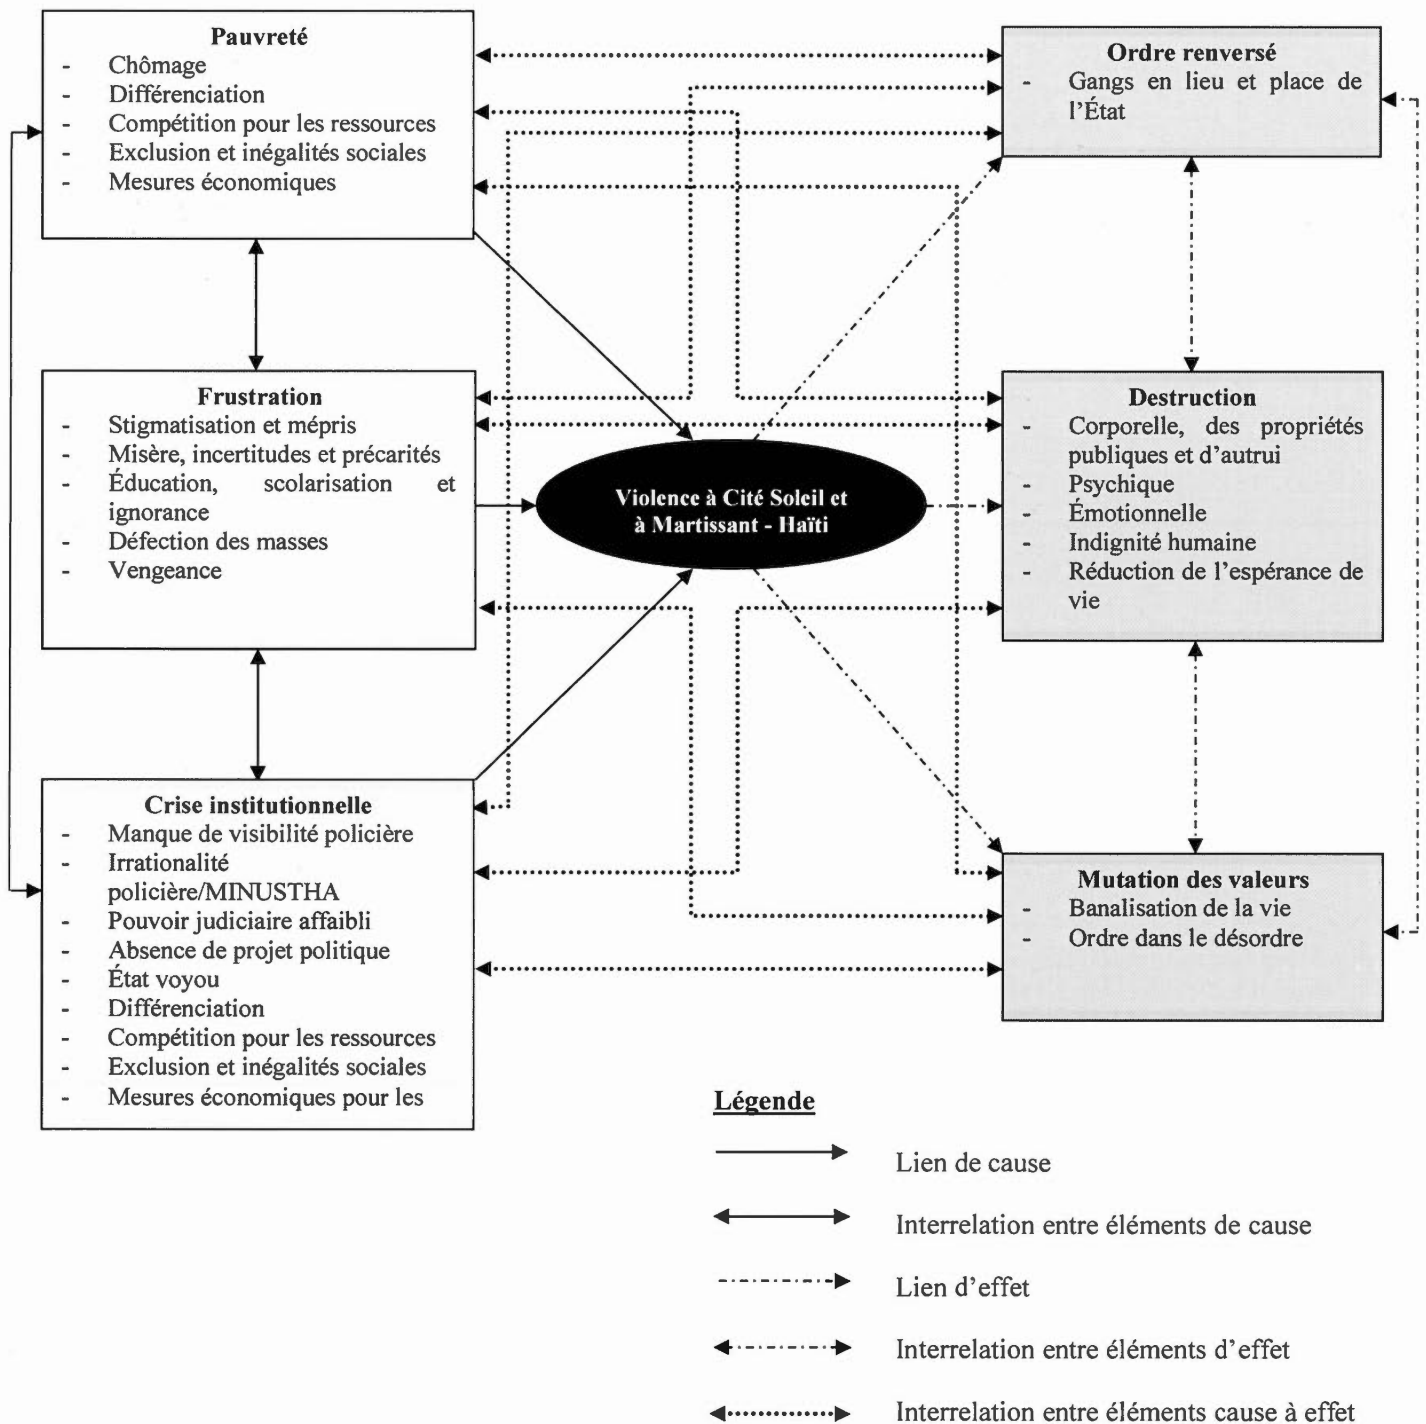 Pauvreté
- Chômage
- Différenciation
- Compétition pour les ressources
- Exclusion et inégalités sociales
- Mesures économiques
Frustration
- Stigmatisation et mépris
- Misère, incertitudes et précarités
- Éducation, scolarisation et
ignorance
- Défection des masses
- Vengeance
Crise institutionnelle
- Manque de visibilité policière
- Irrationalité
policière/MINUSTHA
- Pouvoir judiciaire affaibli
- Absence de projet politique
- État voyou
- Différenciation
- Compétition pour les ressources
- Exclusion et inégalités sociales
- Mesures économiques pour les
Violence à Cité Soleil et
à Martissant - Haïti
Ordre renversé
- Gangs en lieu et place de
l'État
Destruction
- Corporelle, des propriétés
publiques et d'autrui
- Psychique
- Émotionnelle
- Indignité humaine
- Réduction de l'espérance de
vie
Mutation des valeurs
- Banalisation de la vie
- Ordre dans le désordre
Légende
Lien de cause
Interrelation entre éléments de cause
Lien d'effet
Interrelation entre éléments d'effet
Interrelation entre éléments cause à effet